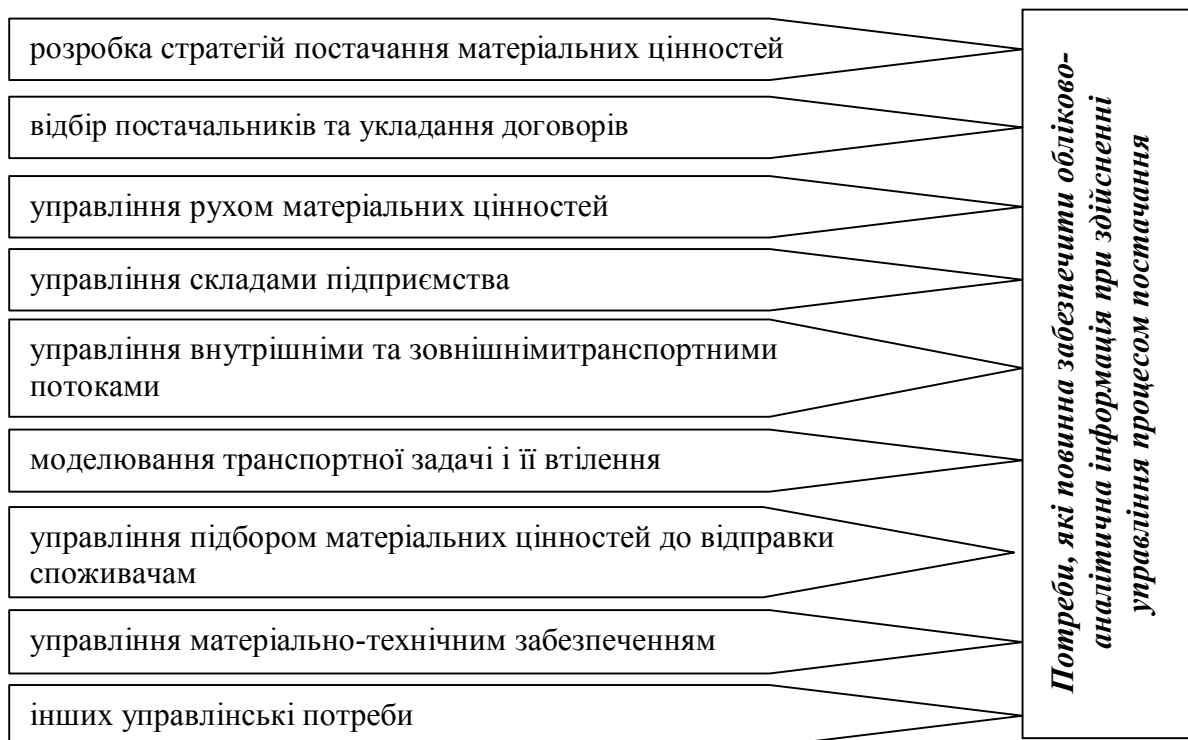 розробка стратегій постачання матеріальних цінностей
відбір постачальників та укладання договорів
управління рухом матеріальних цінностей
управління складами підприємства
управління внутрішніми та зовнішнімитранспортними
потоками
моделювання транспортної задачі і її втілення
управління підбором матеріальних цінностей до відправки
споживачам
управління матеріально-технічним забезпеченням
інших управлінські потреби
Потреби, які повинна забезпечити обліково-
аналітична інформація при здійсненні
управління процесом постачання